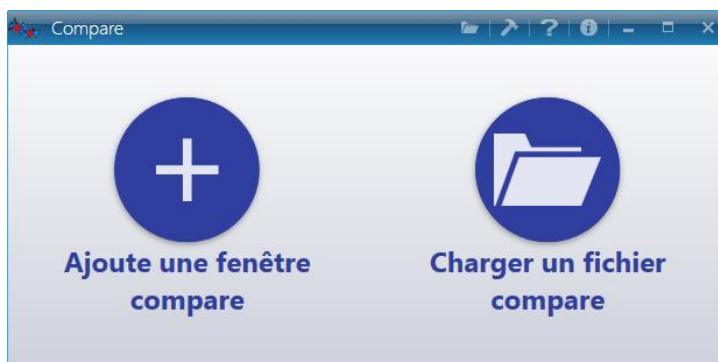 Compare
Ajoute une fenêtre
compare
Charger un fichier
compare